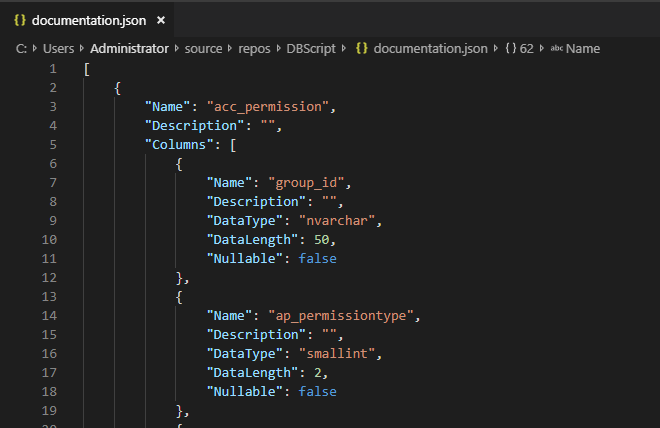 documentation.json ×
C: > Users > Administrator > source > repos > DBScript > {} documentation.json > {} 62 > abc Name
1 [
2 {
3 "Name": "acc_permission",
4 "Description": "",
5 "Columns": [
6 {
7 "Name": "group_id",
8 "Description": "",
9 "DataType": "nvarchar",
10 "DataLength": 50,
11 "Nullable": false
12 },
13 {
14 "Name": "ap_permissiontype",
15 "Description": "",
16 "DataType": "smallint",
17 "DataLength": 2,
18 "Nullable": false
19 },